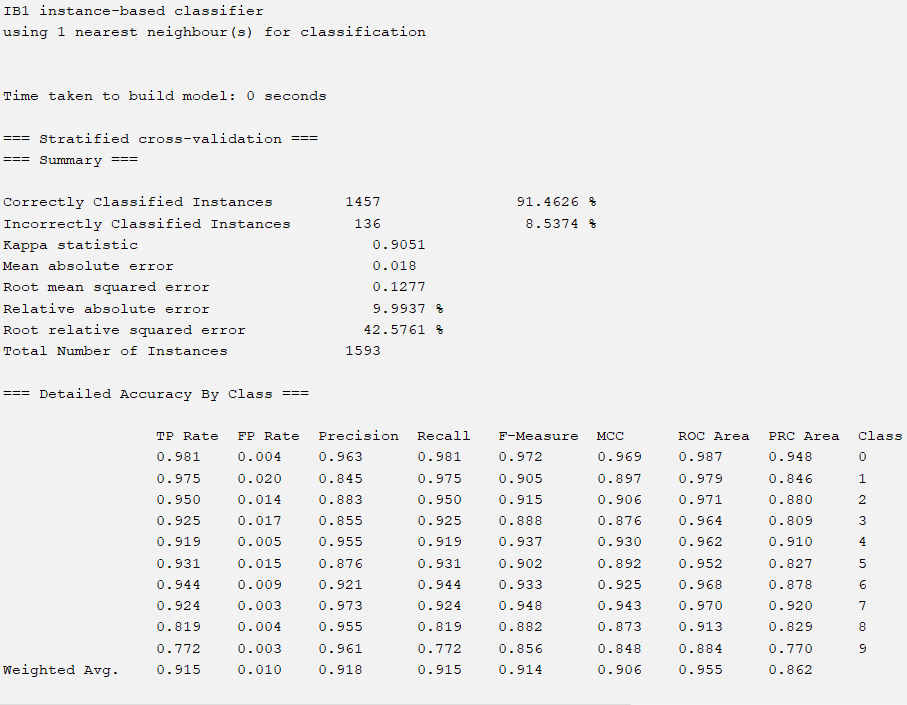 IB1 instance-based classifier
using 1 nearest neighbour(s) for classification
Time taken to build model: 0 seconds
=== Stratified cross-validation ===
=== Summary ===
Correctly Classified Instances 1457 91.4626 %
Incorrectly Classified Instances 136 8.5374 %
Kappa statistic 0.9051
Mean absolute error 0.018
Root mean squared error 0.1277
Relative absolute error 9.9937 %
Root relative squared error 42.5761 %
Total Number of Instances 1593
=== Detailed Accuracy By Class ===
TP Rate FP Rate Precision Recall F-Measure MCC ROC Area PRC Area Class
0.981 0.004 0.963 0.981 0.972 0.969 0.987 0.948 0
0.975 0.020 0.845 0.975 0.905 0.897 0.979 0.846 1
0.950 0.014 0.883 0.950 0.915 0.906 0.971 0.880 2
0.925 0.017 0.855 0.925 0.888 0.876 0.964 0.809 3
0.919 0.005 0.955 0.919 0.937 0.930 0.962 0.910 4
0.931 0.015 0.876 0.931 0.902 0.892 0.952 0.827 5
0.944 0.009 0.921 0.944 0.933 0.925 0.968 0.878 6
0.924 0.003 0.973 0.924 0.948 0.943 0.970 0.920 7
0.819 0.004 0.955 0.819 0.882 0.873 0.913 0.829 8
0.772 0.003 0.961 0.772 0.856 0.848 0.884 0.770 9
Weighted Avg. 0.915 0.010 0.918 0.915 0.914 0.906 0.955 0.862